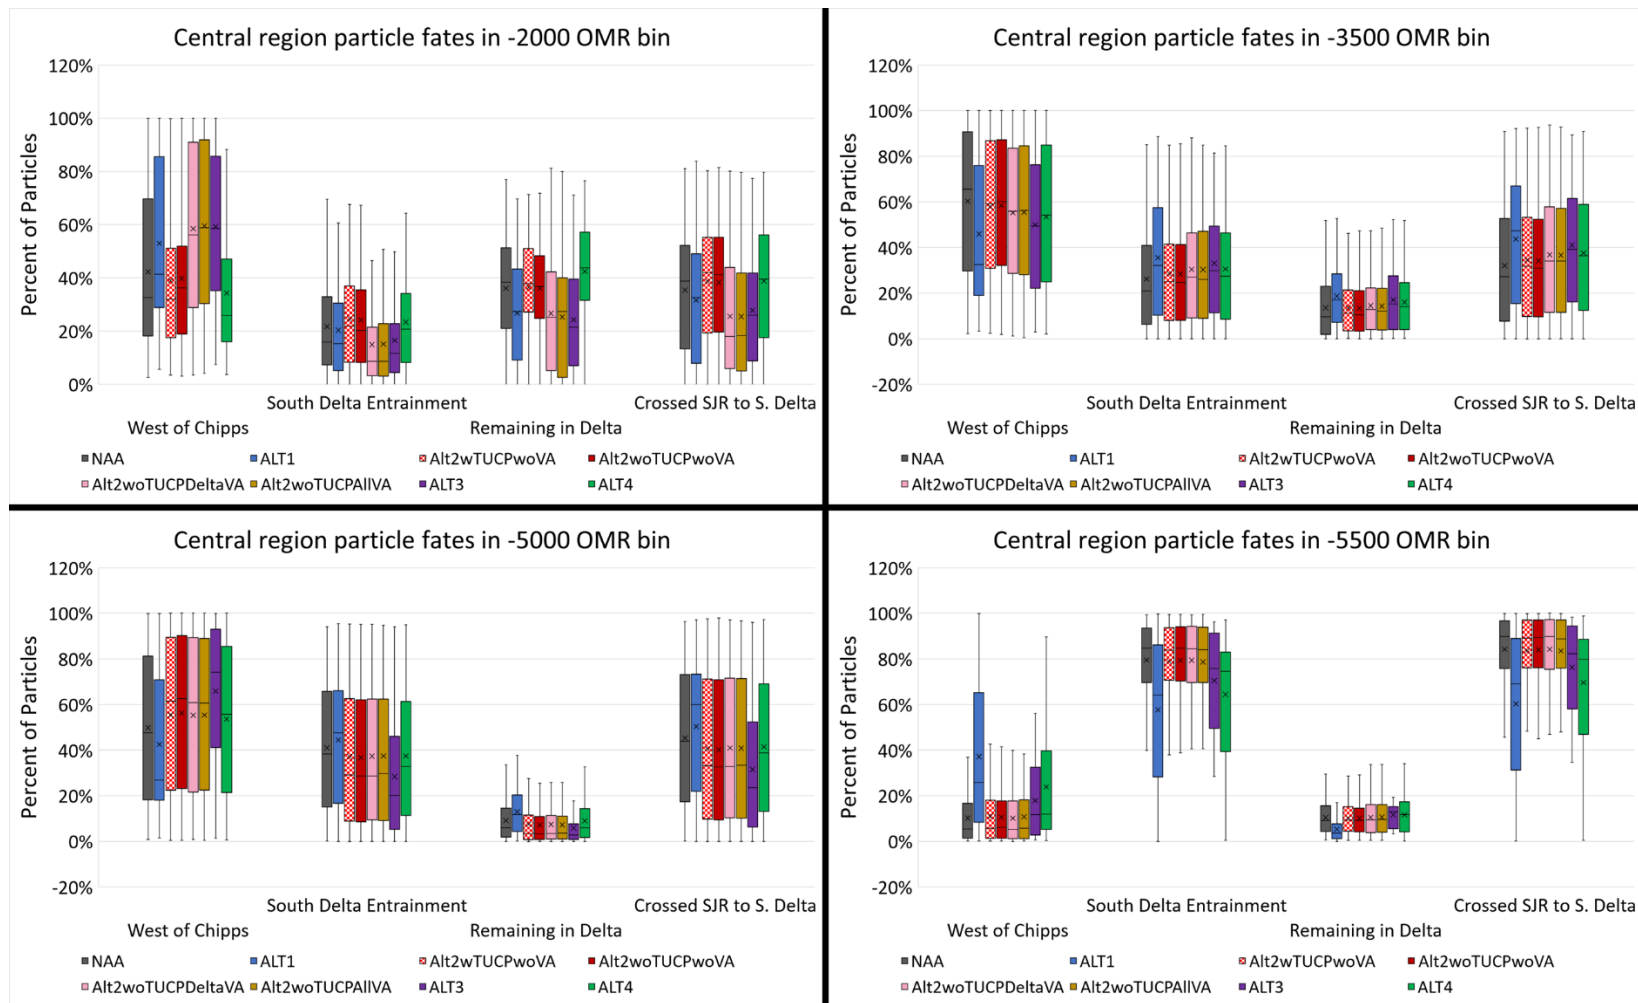 Central region particle fates in -2000 OMR bin
120%
100%
80%
60%
40%
20%
0%
Percent of Particles
South Delta Entrainment
Crossed SJR to S. Delta
West of Chipps
Remaining in Delta
NAA
ALT1
Alt2wTUCPwoVA
Alt2woTUCPwoVA
Alt2woTUCPDeltaVA
Alt2woTUCPAllVA
ALT3
ALT4
Central region particle fates in -3500 OMR bin
120%
100%
80%
60%
40%
20%
0%
-20%
Percent of Particles
South Delta Entrainment
Crossed SJR to S. Delta
West of Chipps
Remaining in Delta
NAA
ALT1
Alt2wTUCPwoVA
Alt2woTUCPwoVA
Alt2woTUCPDeltaVA
Alt2woTUCPAllVA
ALT3
ALT4
Central region particle fates in -5000 OMR bin
120%
100%
80%
60%
40%
20%
0%
-20%
Percent of Particles
South Delta Entrainment
Crossed SJR to S. Delta
West of Chipps
Remaining in Delta
NAA
ALT1
Alt2wTUCPwoVA
Alt2woTUCPwoVA
Alt2woTUCPDeltaVA
Alt2woTUCPAllVA
ALT3
ALT4
Central region particle fates in -5500 OMR bin
120%
100%
80%
60%
40%
20%
0%
-20%
Percent of Particles
South Delta Entrainment
Crossed SJR to S. Delta
West of Chipps
Remaining in Delta
NAA
ALT1
Alt2wTUCPwoVA
Alt2woTUCPwoVA
Alt2woTUCPDeltaVA
Alt2woTUCPAllVA
ALT3
ALT4